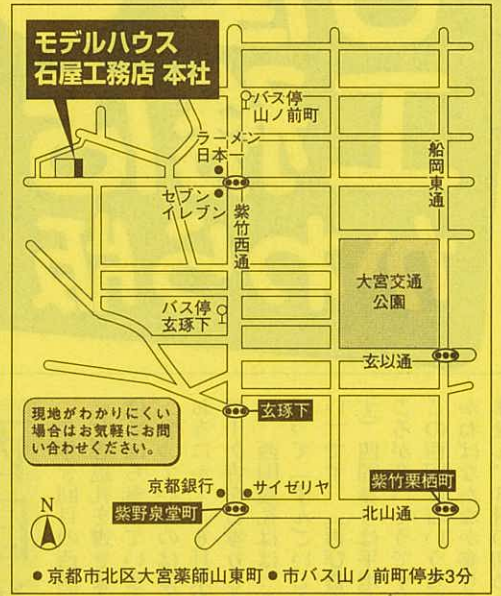 モデルハウス
石屋工務店 本社
バス停
山ノ前町
ラーメン
日本一
セブン
イレブン
紫竹西通
船岡東通
大宮交通
公園
バス停
玄琢下
玄以通
現地がわかりにくい
場合はお気軽にお問
い合わせください。
玄琢下
京都銀行
サイゼリヤ
紫竹栗栖町
紫野泉堂町
北山通
N
●京都市北区大宮薬師山東町●市バス山ノ前町停歩3分